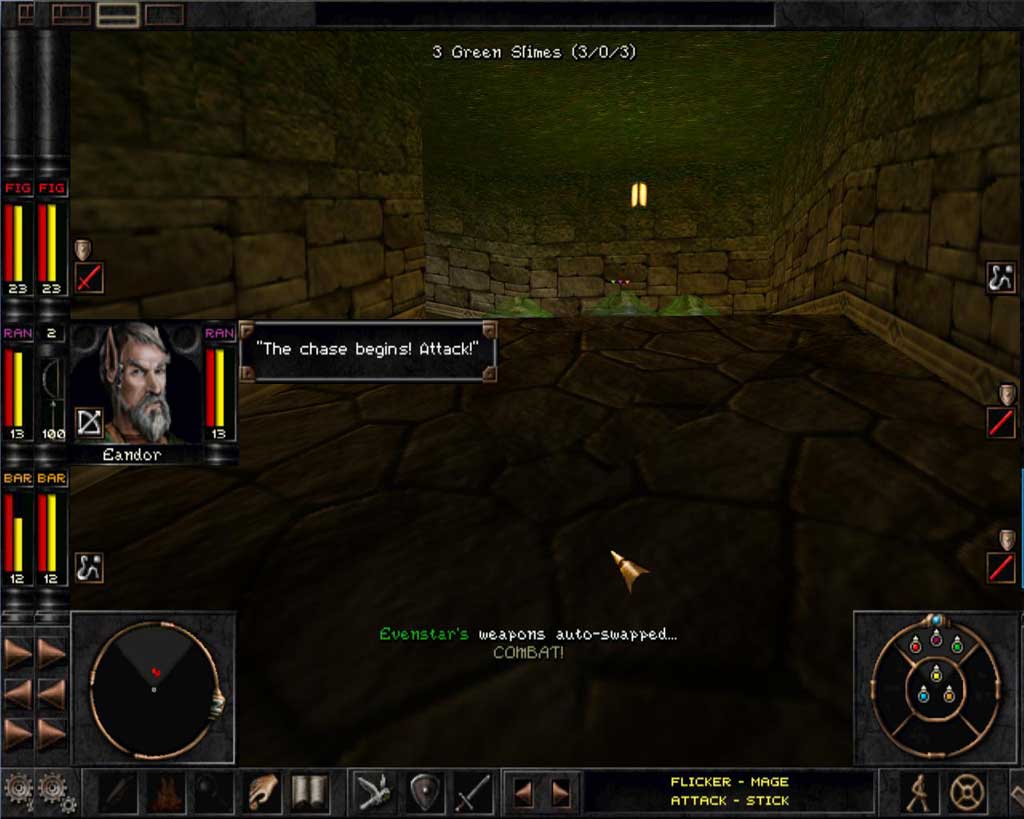 3 Green Slimes (3/0/3)
FIG FIG
23 23
RAN 2 RAN
"The chase begins! Attack!"
13 100 13
Eandor
BAR BAR
12 12
Evenstar's weapons auto-swapped...
COMBAT!
FLICKER - MAGE
ATTACK - STICK